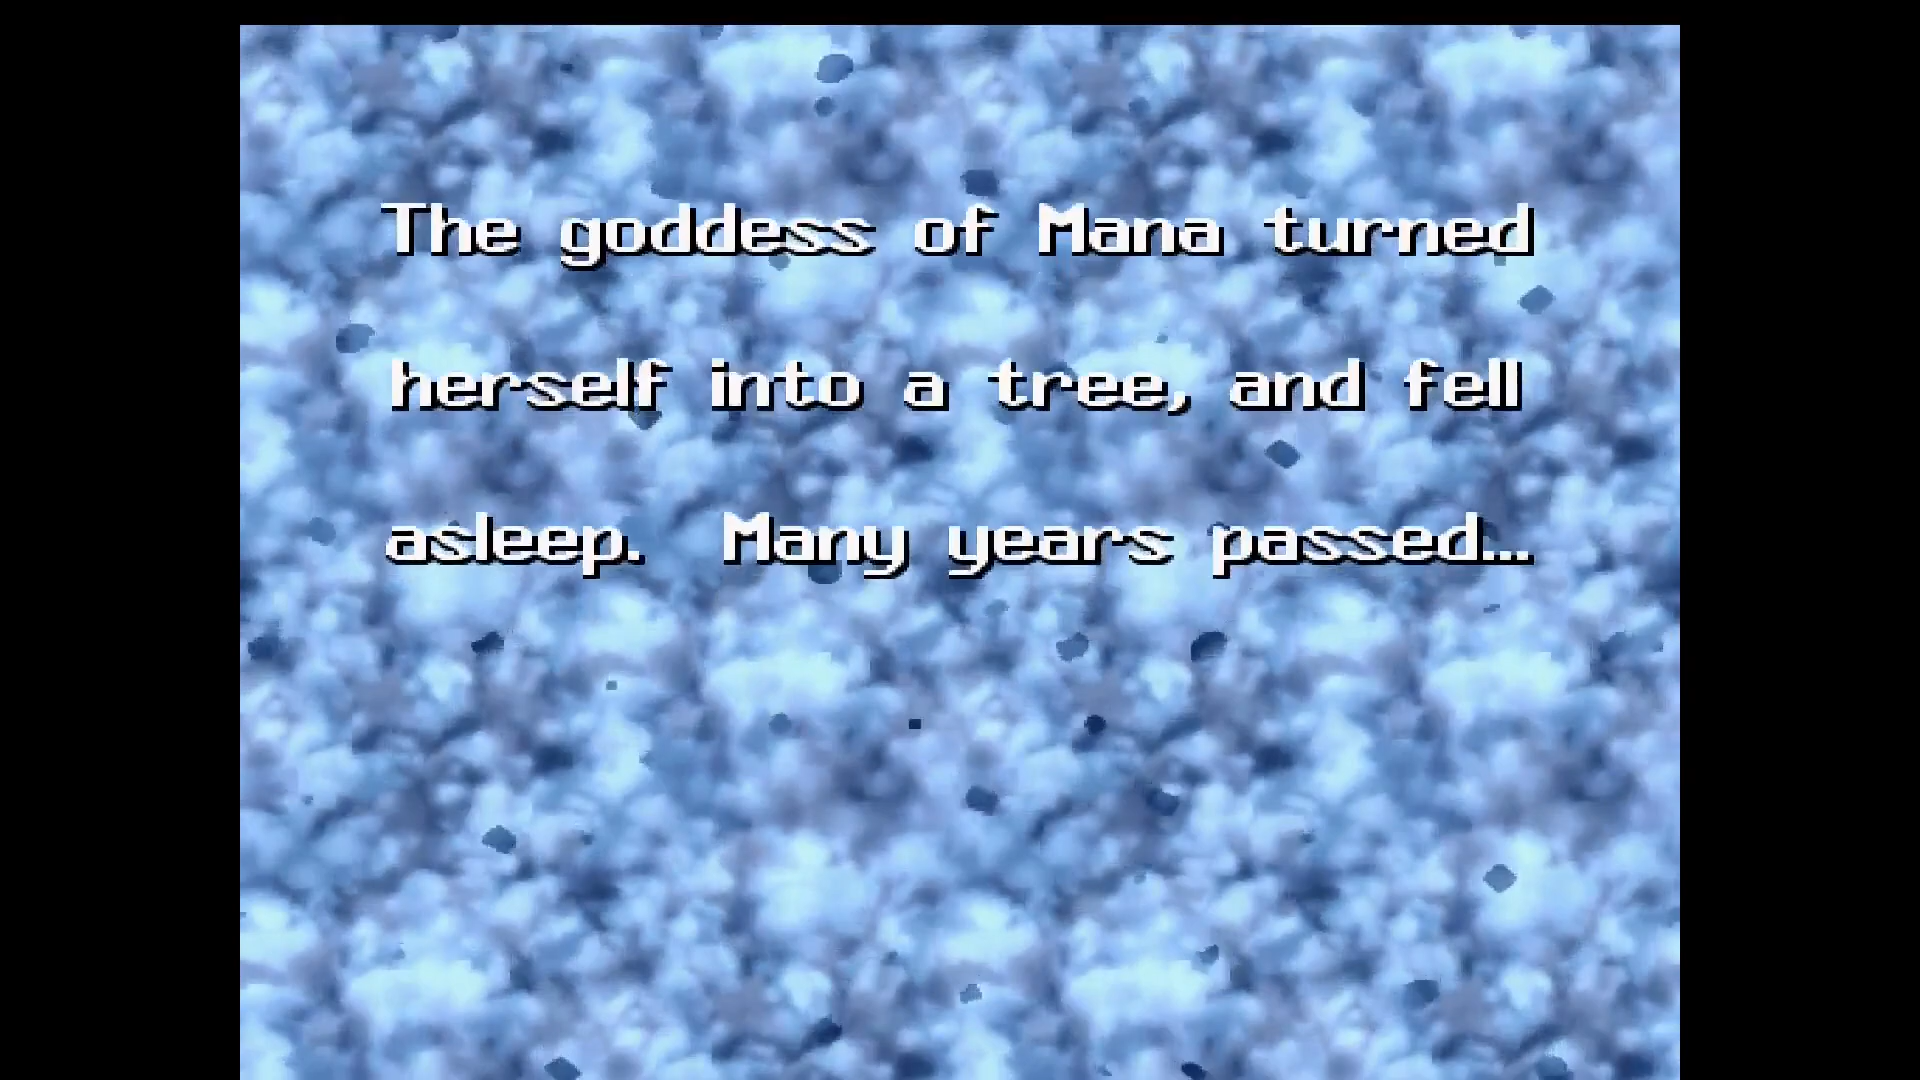 The goddess of Mana turned
herself into a tree, and fell
asleep.  Many years passed...